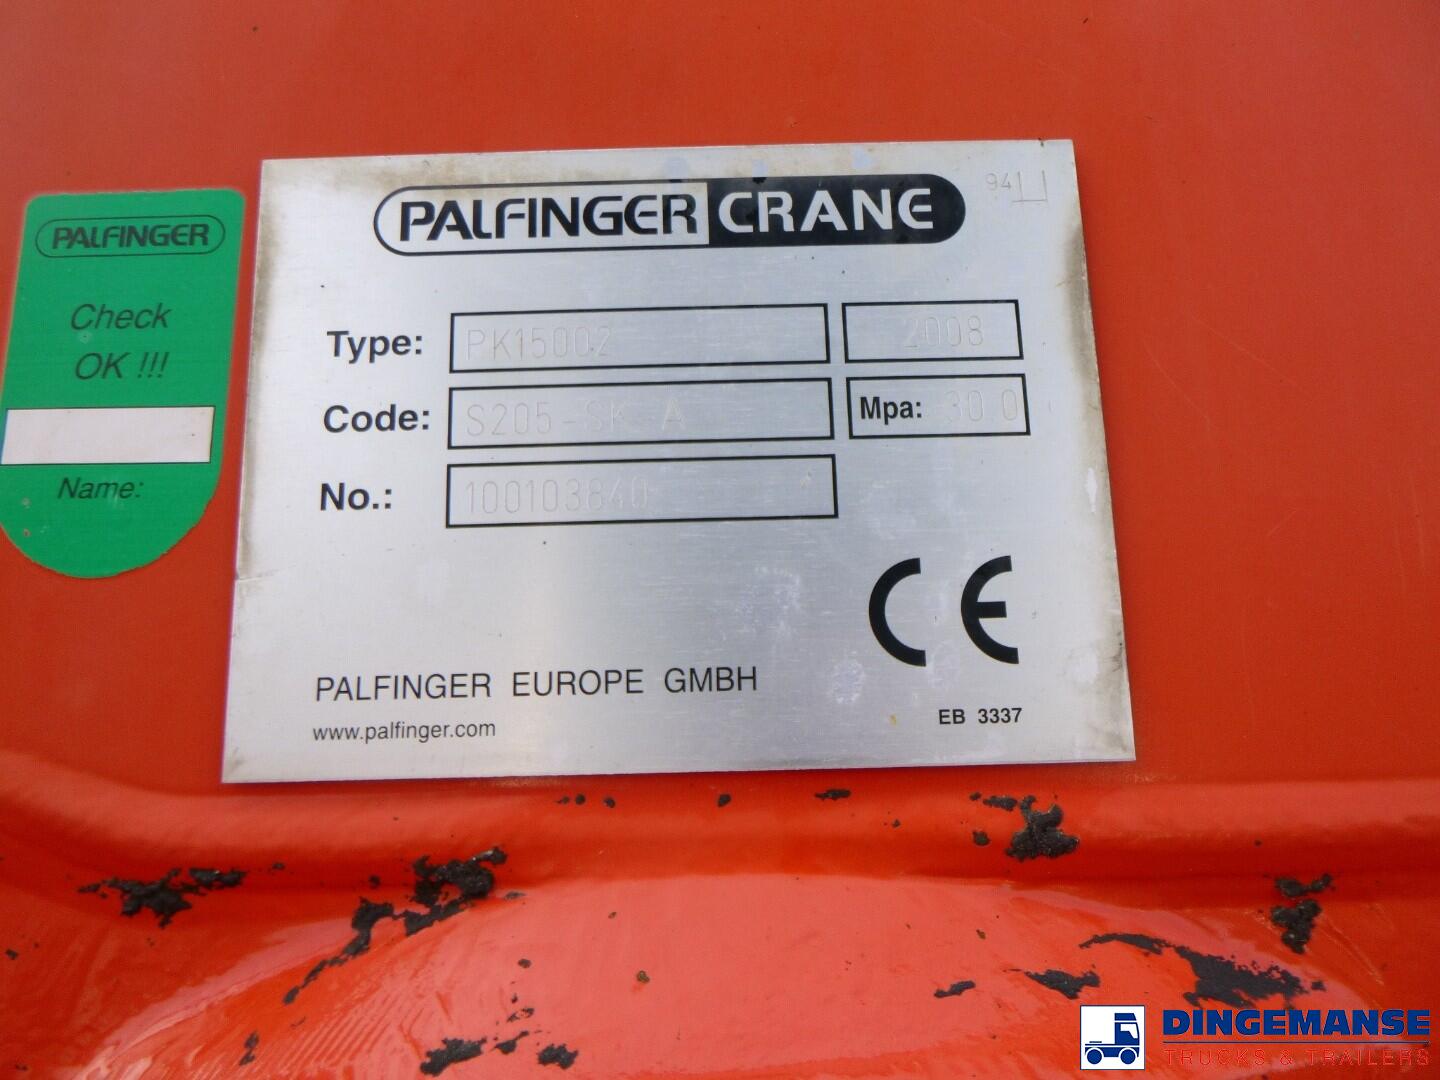 PALFINGER
Check
OK !!!
Name:
PALFINGER CRANE
94
Type: PK15002 2008
Code: S205-SK-A Mpa: 30.0
No.: 100103840
CE
PALFINGER EUROPE GMBH
www.palfinger.com
EB 3337
DINGEMANSE
TRUCKS & TRAILERS